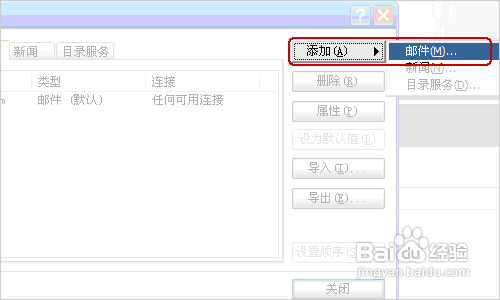 新闻 目录服务
添加(A) 邮件(M)...
新闻(N)...
目录服务(D)...
类型 连接
邮件 (默认) 任何可用连接
删除(R)
属性(P)
设为默认值(D)
导入(I)...
导出(E)...
设置顺序(S)
关闭
Baidu经验
jingyan.baidu.com